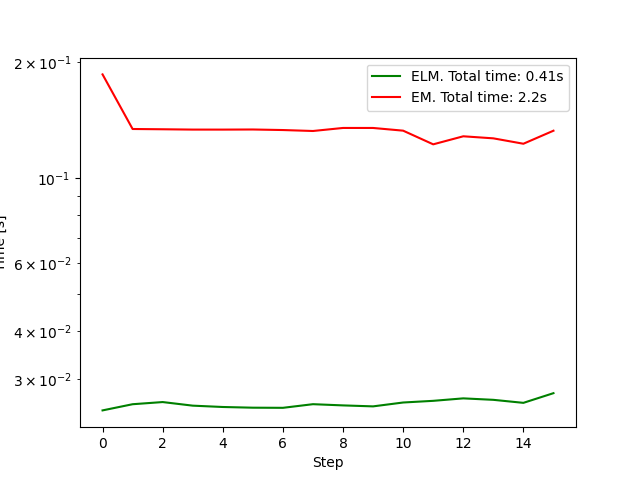 2 × 10⁻¹
10⁻¹
6 × 10⁻²
4 × 10⁻²
3 × 10⁻²
ELM. Total time: 0.41s
EM. Total time: 2.2s
0 2 4 6 8 10 12 14
Step